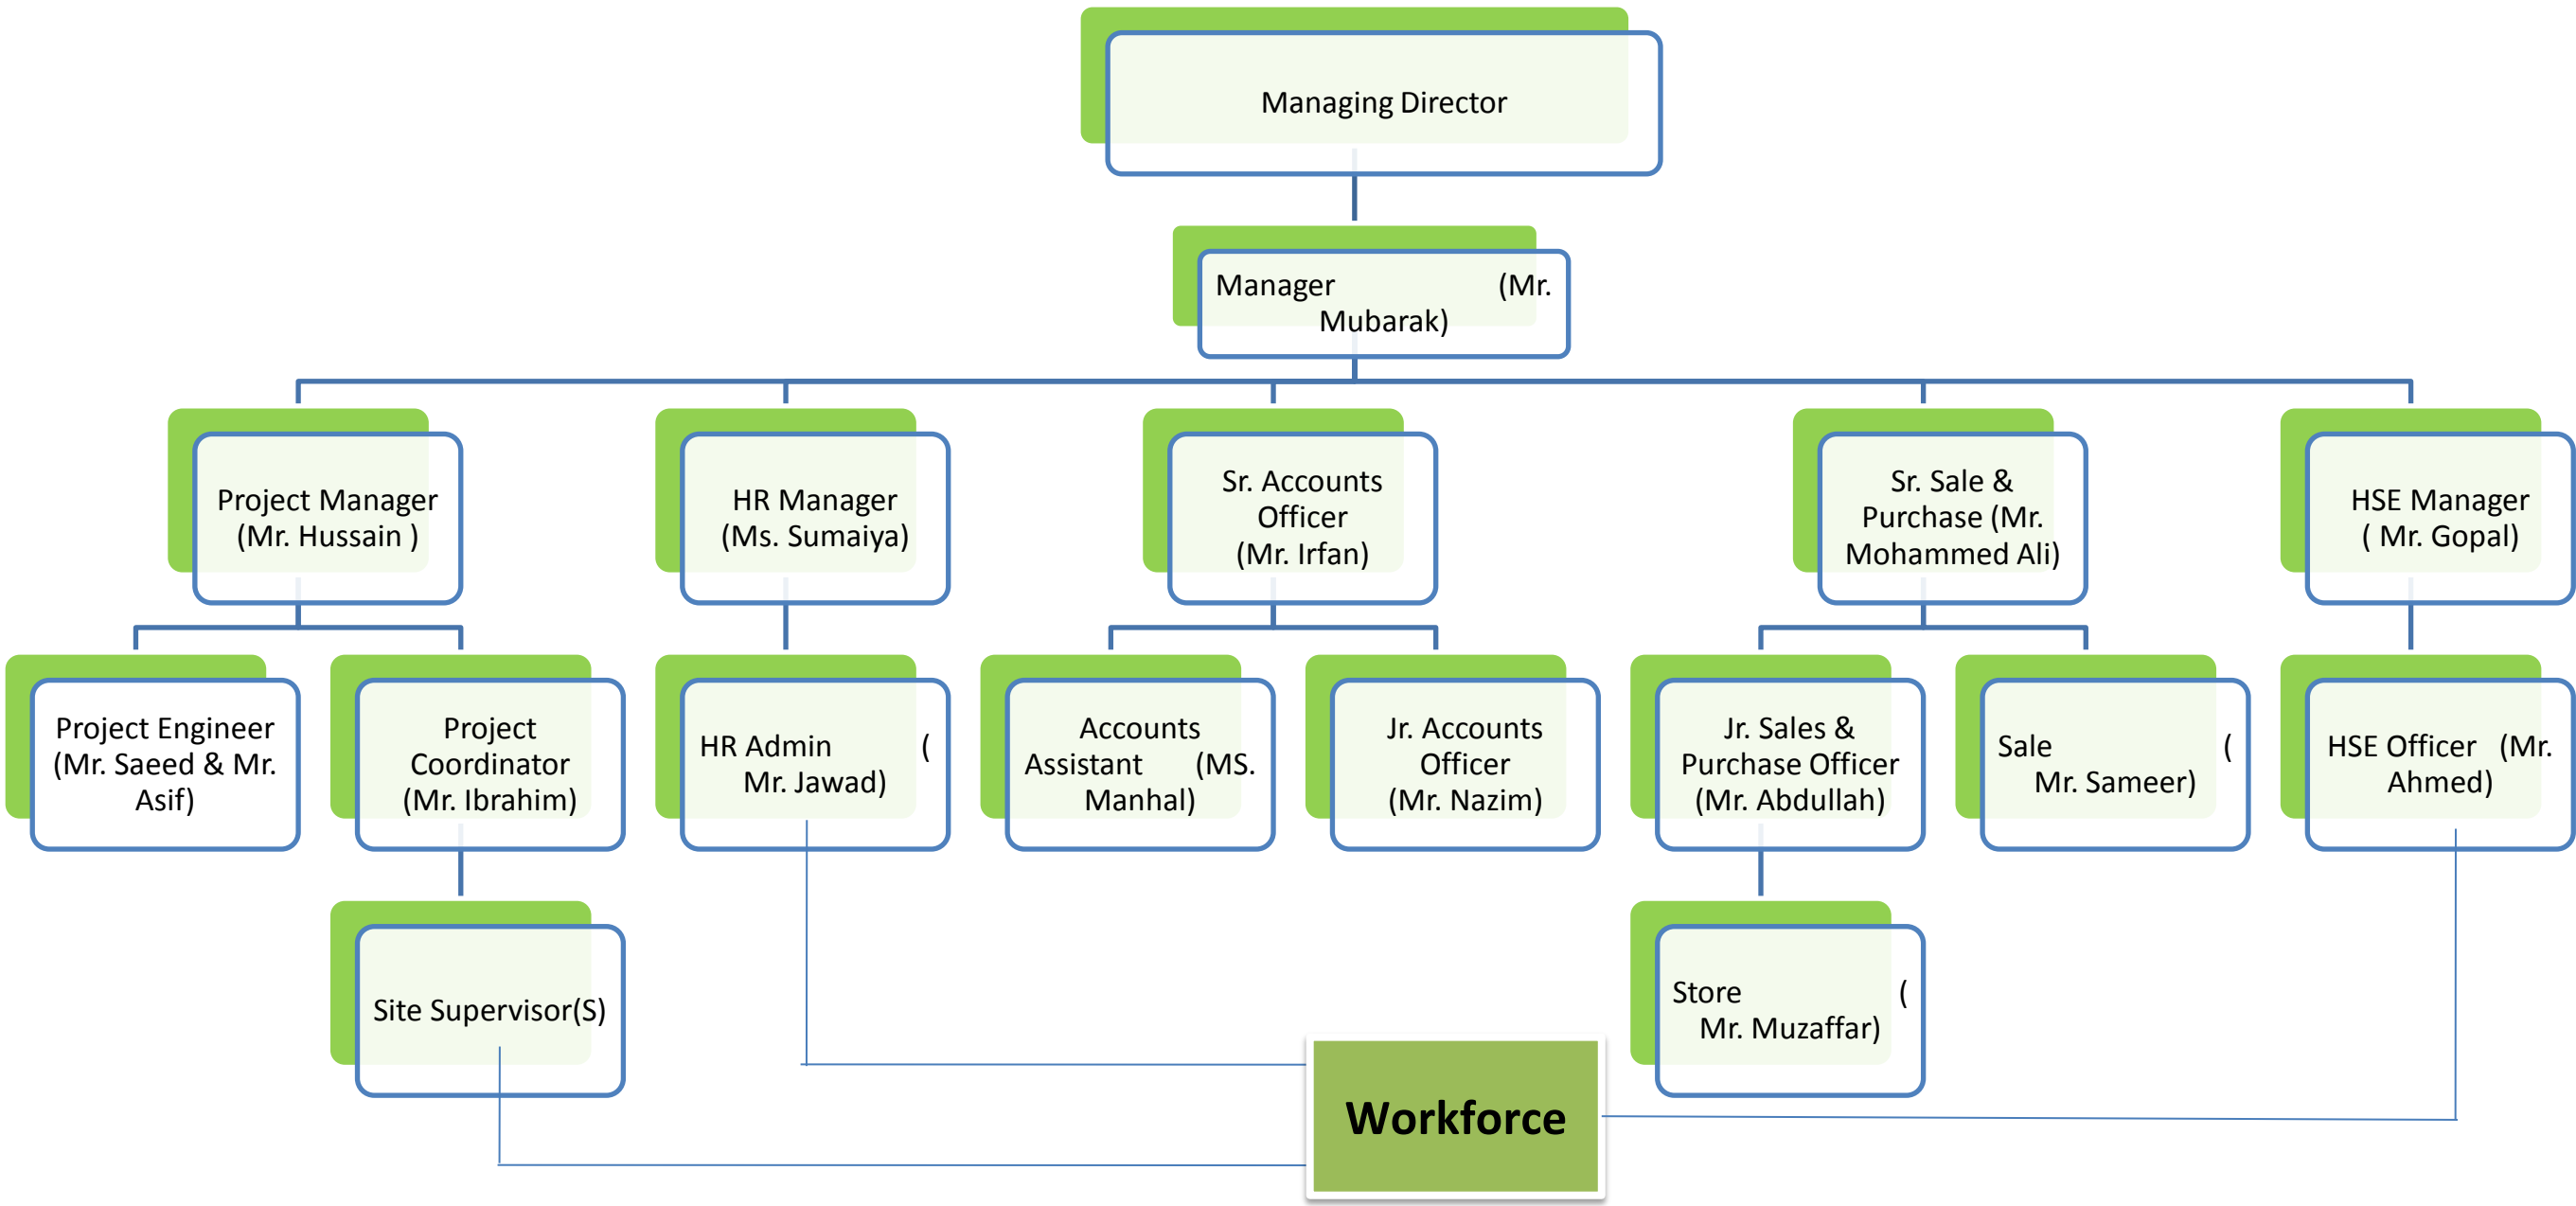 Managing Director
Manager (Mr.
Mubarak)
Project Manager
(Mr. Hussain )
HR Manager
(Ms. Sumaiya)
Sr. Accounts
Officer
(Mr. Irfan)
Sr. Sale &
Purchase (Mr.
Mohammed Ali)
HSE Manager
( Mr. Gopal)
Project Engineer
(Mr. Saeed & Mr.
Asif)
Project
Coordinator
(Mr. Ibrahim)
HR Admin (
Mr. Jawad)
Accounts
Assistant (MS.
Manhal)
Jr. Accounts
Officer
(Mr. Nazim)
Jr. Sales &
Purchase Officer
(Mr. Abdullah)
Sale (
Mr. Sameer)
HSE Officer (Mr.
Ahmed)
Site Supervisor(S)
Store (
Mr. Muzaffar)
Workforce